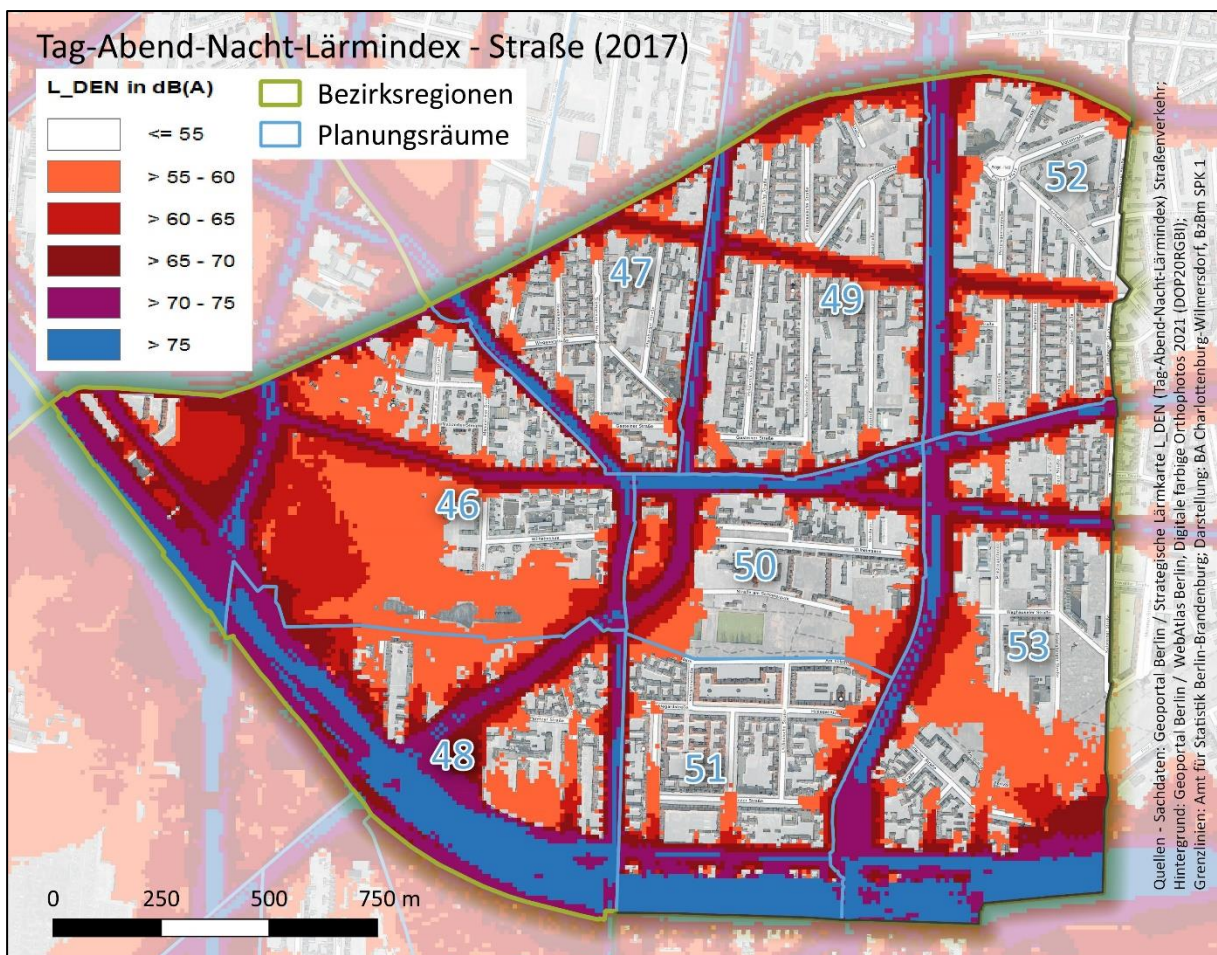 Tag-Abend-Nacht-Lärmindex - Straße (2017)
L_DEN in dB(A)
<= 55
> 55 - 60
> 60 - 65
> 65 - 70
> 70 - 75
> 75
Bezirksregionen
Planungsräume
52
47
49
46
50
53
48
51
0 250 500 750 m
Quellen - Sachdaten: Geoportal Berlin / Strategische Lärmkarte L_DEN (Tag-Abend-Nacht-Lärmindex) Straßenverkehr;
Hintergrund: Geoportal Berlin / WebAtlas Berlin, Digitale farbige Orthophotos 2021 (DOP20RGBI);
Grenzlinien: Amt für Statistik Berlin-Brandenburg; Darstellung: BA Charlottenburg-Wilmersdorf, BzBm SPK 1